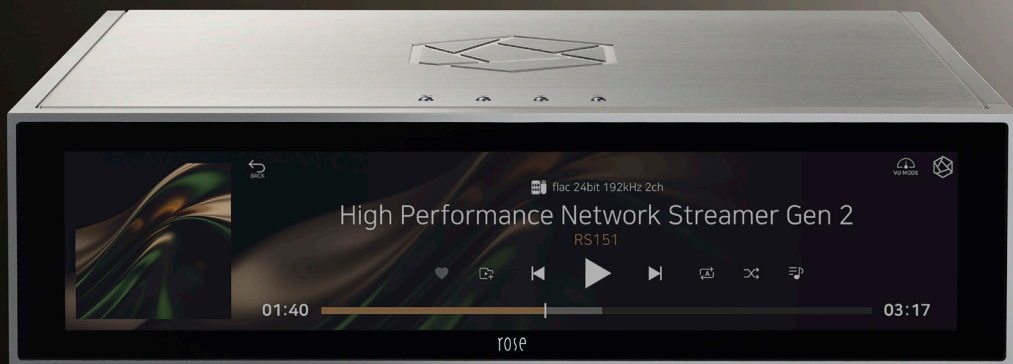 BACK
VU MODE
flac 24bit 192kHz 2ch
High Performance Network Streamer Gen 2
RS151
A
01:40
03:17
rose